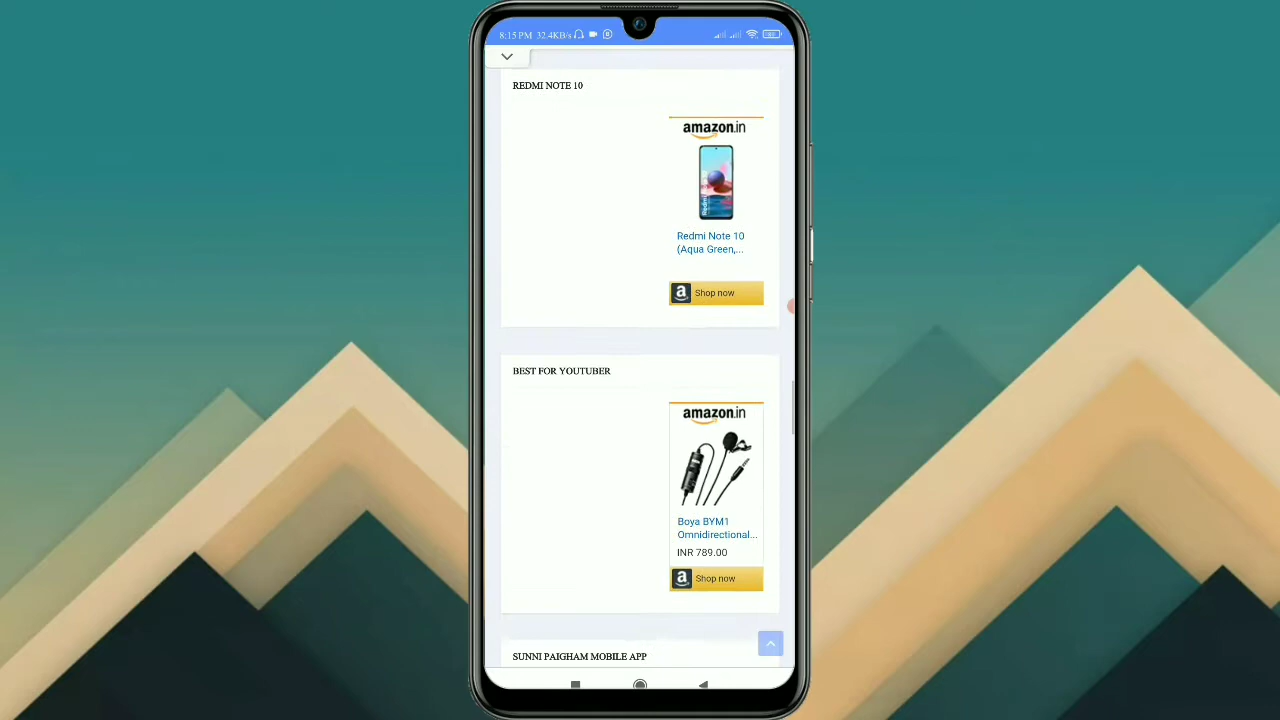 8:15 PM 32.4KB/s
REDMI NOTE 10
amazon.in
Redmi
Redmi Note 10
(Aqua Green,...
a Shop now
BEST FOR YOUTUBER
amazon.in
Boya BYM1
Omnidirectional...
INR 789.00
a Shop now
SUNNI PAIGHAM MOBILE APP